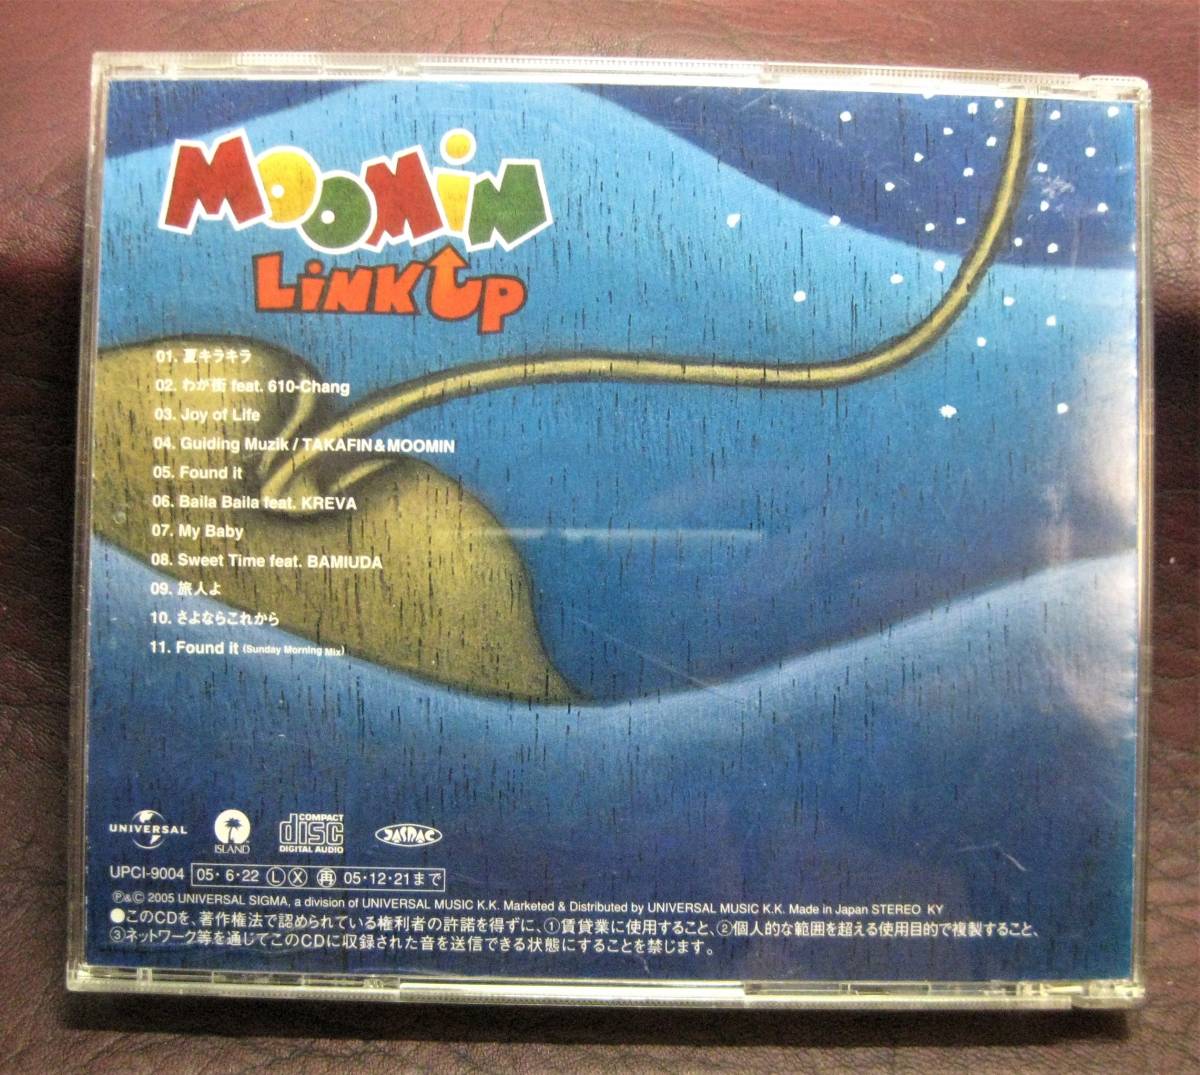 MOOMiN
LiNK UP
01. 夏キラキラ
02. わが街 feat. 610-Chang
03. Joy of Life
04. Guiding Muzik / TAKAFIN&MOOMIN
05. Found it
06. Baila Baila feat. KREVA
07. My Baby
08. Sweet Time feat. BAMIUDA
09. 旅人よ
10. さよならこれから
11. Found it (Sunday Morning Mix)
UNIVERSAL
ISLAND
COMPACT
disc
DIGITAL AUDIO
JASRAC
UPCI-9004 05・6・22 Ⓛ Ⓧ ㊢ 05・12・21まで
Ⓟ&Ⓒ 2005 UNIVERSAL SIGMA, a division of UNIVERSAL MUSIC K.K. Marketed & Distributed by UNIVERSAL MUSIC K.K. Made in Japan STEREO KY
●このCDを、著作権法で認められている権利者の許諾を得ずに、①賃貸業に使用すること、②個人的な範囲を超える使用目的で複製すること、
③ネットワーク等を通じてこのCDに収録された音を送信できる状態にすることを禁じます。